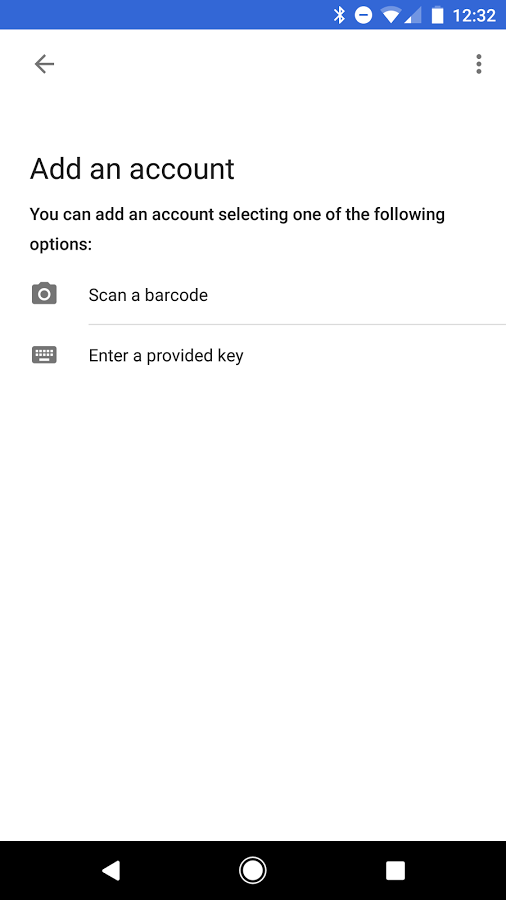 12:32
Add an account
You can add an account selecting one of the following
options:
Scan a barcode
Enter a provided key